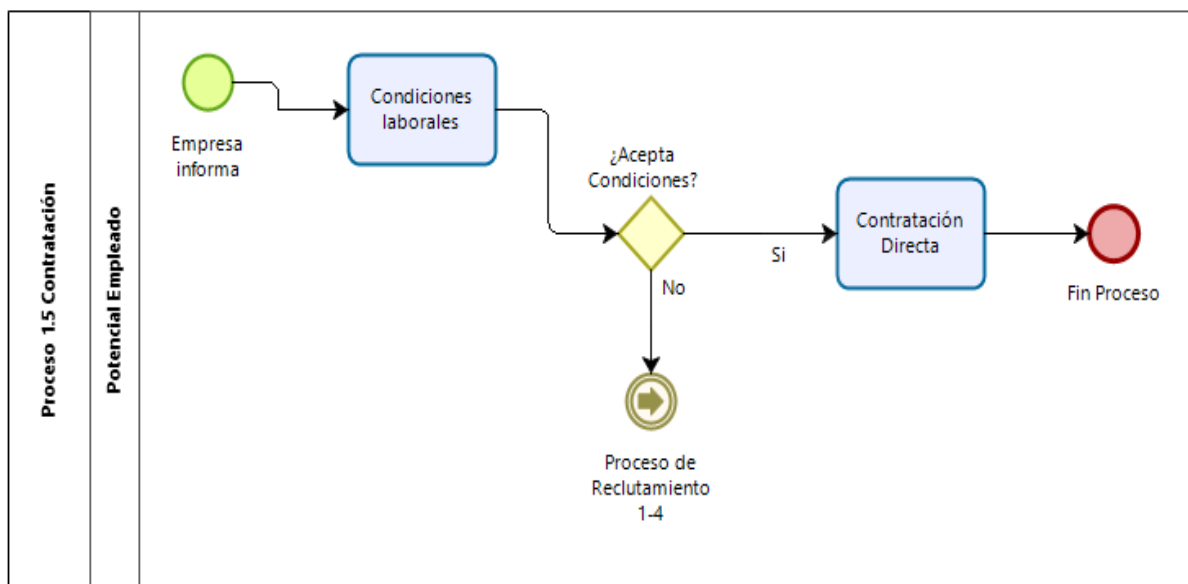 Proceso 1.5 Contratación
Potencial Empleado
Empresa
informa
Condiciones
laborales
¿Acepta
Condiciones?
Si
No
Contratación
Directa
Fin Proceso
Proceso de
Reclutamiento
1-4